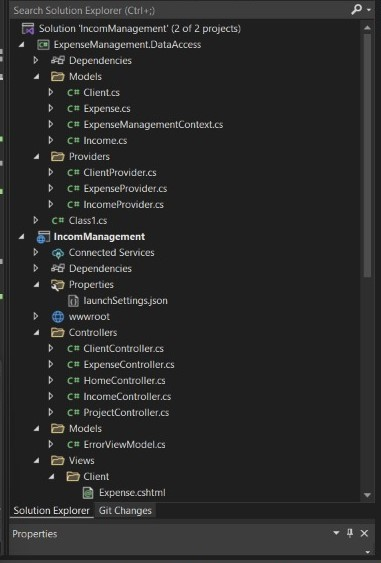 Search Solution Explorer (Ctrl+;)
Solution 'IncomManagement' (2 of 2 projects)
C# ExpenseManagement.DataAccess
Dependencies
Models
C# Client.cs
C# Expense.cs
C# ExpenseManagementContext.cs
C# Income.cs
Providers
C# ClientProvider.cs
C# ExpenseProvider.cs
C# IncomeProvider.cs
C# Class1.cs
IncomManagement
Connected Services
Dependencies
Properties
launchSettings.json
wwwroot
Controllers
C# ClientController.cs
C# ExpenseController.cs
C# HomeController.cs
C# IncomeController.cs
C# ProjectController.cs
Models
C# ErrorViewModel.cs
Views
Client
Expense.cshtml
Solution Explorer Git Changes
Properties